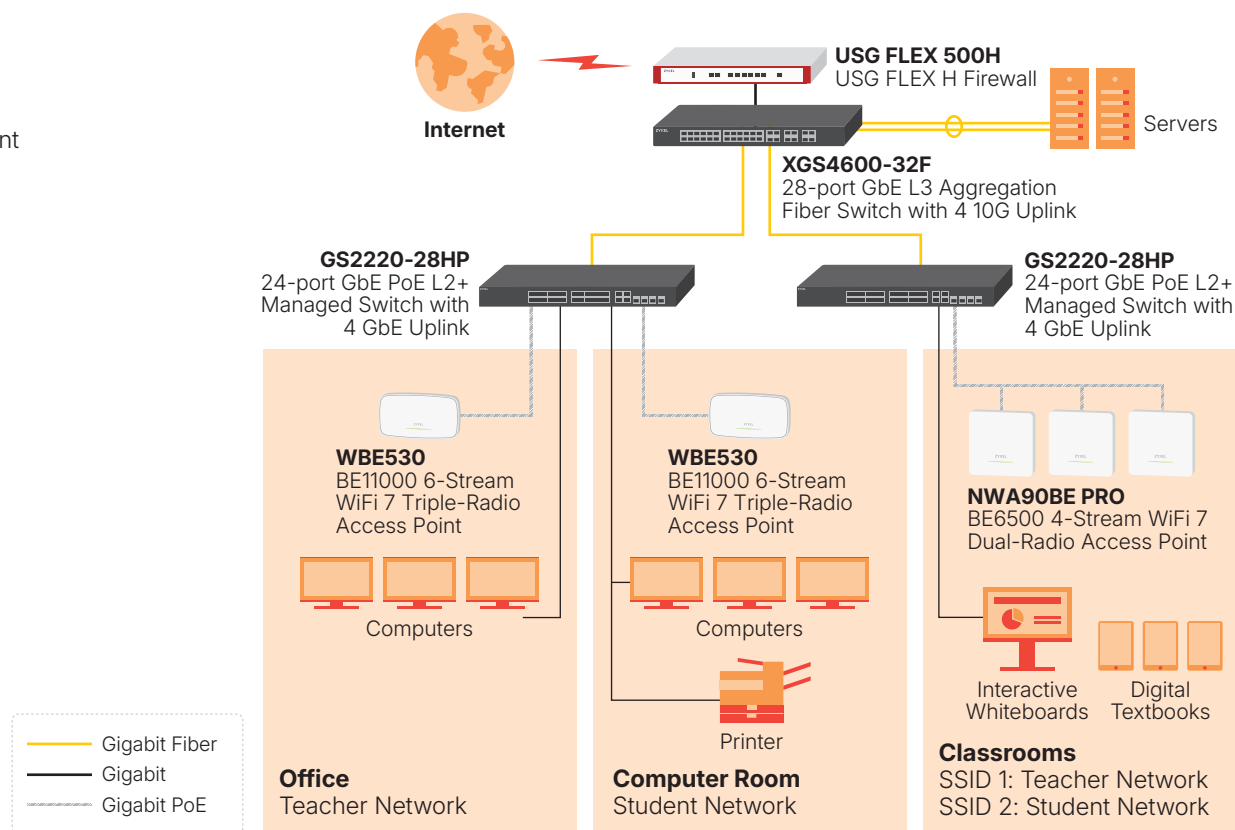 nt
Internet
USG FLEX 500H
USG FLEX H Firewall
Servers
XGS4600-32F
28-port GbE L3 Aggregation
Fiber Switch with 4 10G Uplink
GS2220-28HP
24-port GbE PoE L2+
Managed Switch with
4 GbE Uplink
GS2220-28HP
24-port GbE PoE L2+
Managed Switch with
4 GbE Uplink
WBE530
BE11000 6-Stream
WiFi 7 Triple-Radio
Access Point
Computers
Office
Teacher Network
WBE530
BE11000 6-Stream
WiFi 7 Triple-Radio
Access Point
Computers
Printer
Computer Room
Student Network
NWA90BE PRO
BE6500 4-Stream WiFi 7
Dual-Radio Access Point
Interactive
Whiteboards
Digital
Textbooks
Classrooms
SSID 1: Teacher Network
SSID 2: Student Network
Gigabit Fiber
Gigabit
Gigabit PoE